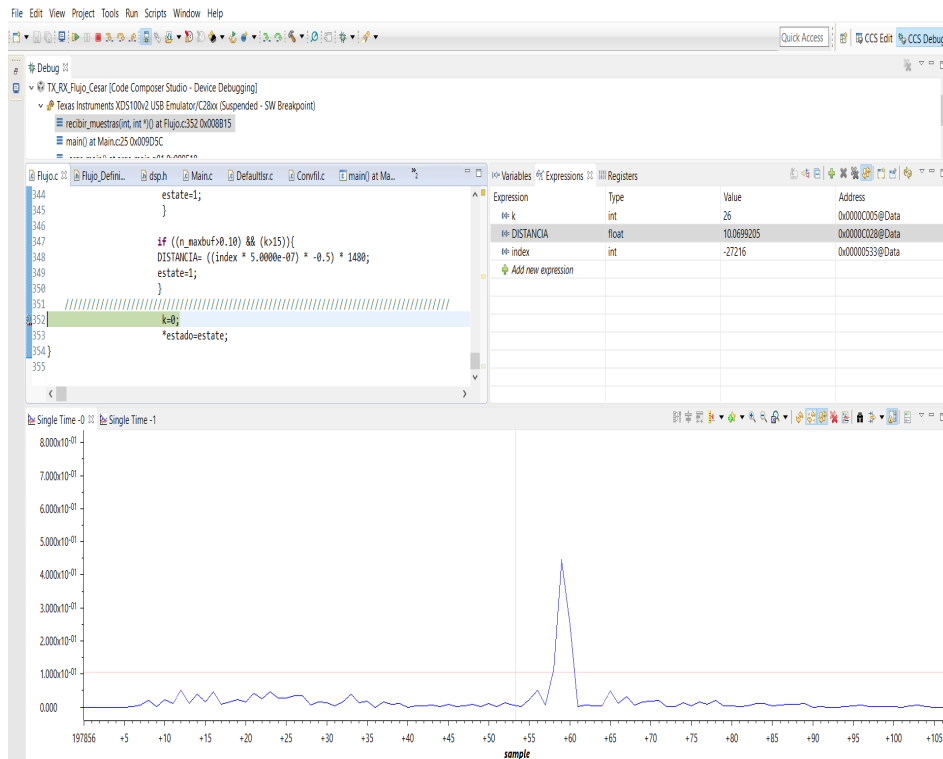 File Edit View Project Tools Run Scripts Window Help
Quick Access CCS Edit CCS Debug
Debug
TX_RX_Flujo_Cesar [Code Composer Studio - Device Debugging]
Texas Instruments XDS100v2 USB Emulator/C28xx (Suspended - SW Breakpoint)
recibir_muestras(int, int *)() at Flujo.c:352 0x008B15
main() at Main.c:25 0x009D5C
Flujo.c Flujo_Defini... dsp.h Main.c DefaultIsr.c Convfil.c main() at Ma... "2
344 estate=1;
345 }
346
347 if ((n_maxbuf>0.10) && (k>15)){
348 DISTANCIA= ((index * 5.0000e-07) * -0.5) * 1480;
349 estate=1;
350 }
351 ////////////////////////////////////////////////////////////////////////////////////////
352 k=0;
353 *estado=estate;
354 }
355
Variables Expressions Registers
Expression Type Value Address
k int 26 0x0000C005@Data
DISTANCIA float 10.0699205 0x0000C028@Data
index int -27216 0x00000533@Data
Add new expression
Single Time -0 Single Time -1
8.000x10-01
7.000x10-01
6.000x10-01
5.000x10-01
4.000x10-01
3.000x10-01
2.000x10-01
1.000x10-01
0.000
197856 +5 +10 +15 +20 +25 +30 +35 +40 +45 +50 +55 +60 +65 +70 +75 +80 +85 +90 +95 +100 +105
sample